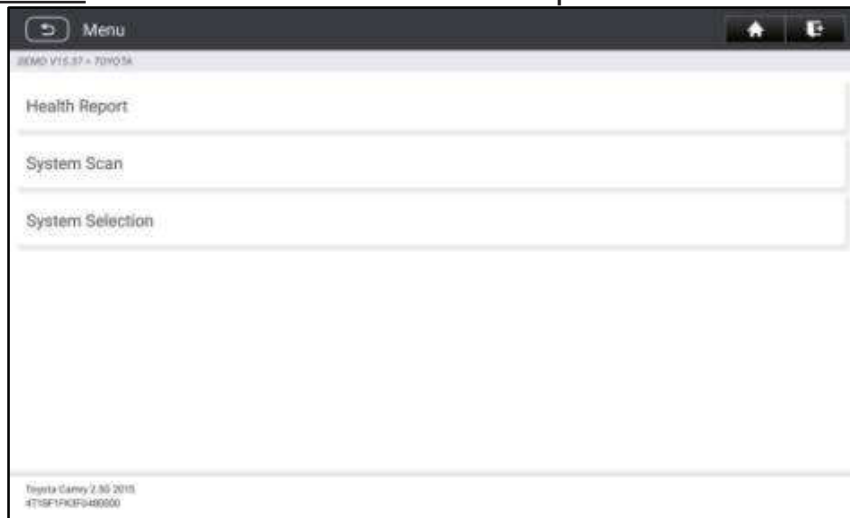 Menu
DEMO V15.37 > TOYOTA
Health Report
System Scan
System Selection
Toyota Camry 2.5G 2015